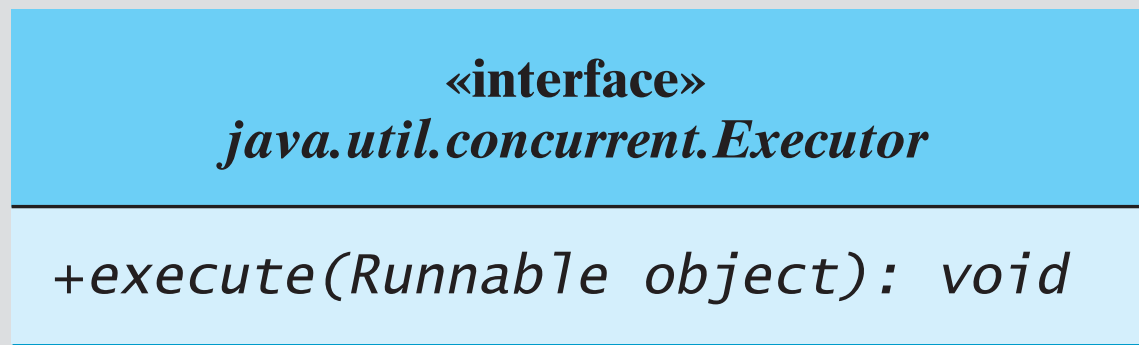 «interface»
java.util.concurrent.Executor
+execute(Runnable object): void